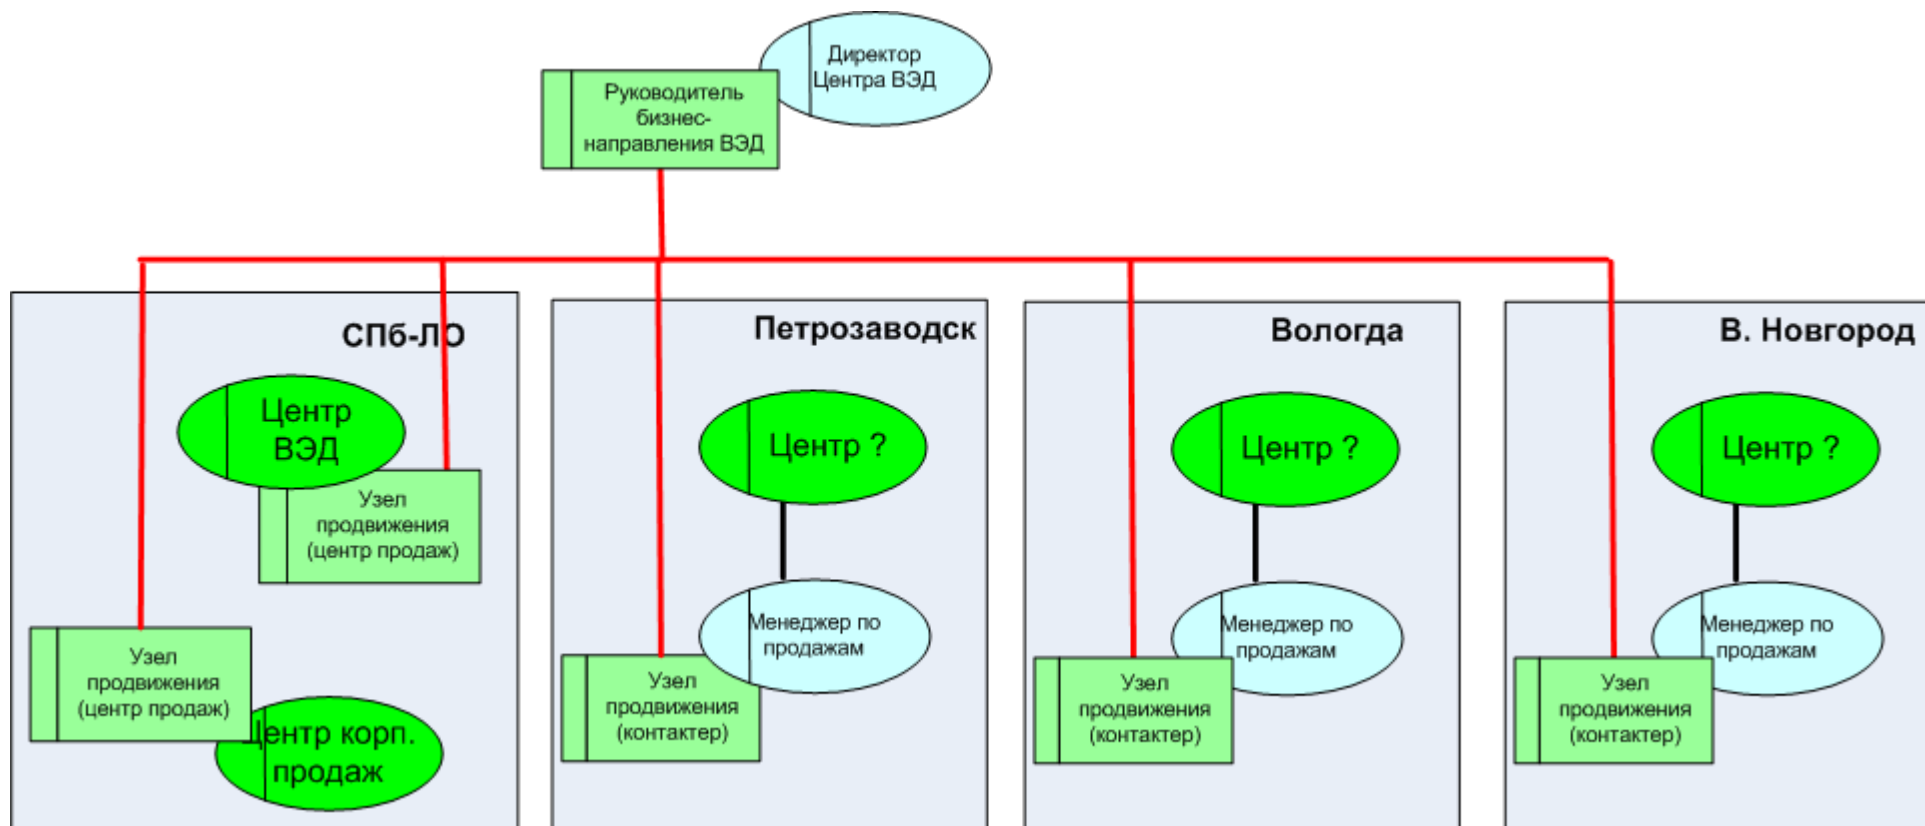 Директор
Центра ВЭД
Руководитель
бизнес-
направления ВЭД
СПб-ЛО
Центр
ВЭД
Узел
продвижения
(центр продаж)
Узел
продвижения
(центр продаж)
Центр корп.
продаж
Петрозаводск
Центр ?
Менеджер по
продажам
Узел
продвижения
(контактер)
Вологда
Центр ?
Менеджер по
продажам
Узел
продвижения
(контактер)
В. Новгород
Центр ?
Менеджер по
продажам
Узел
продвижения
(контактер)